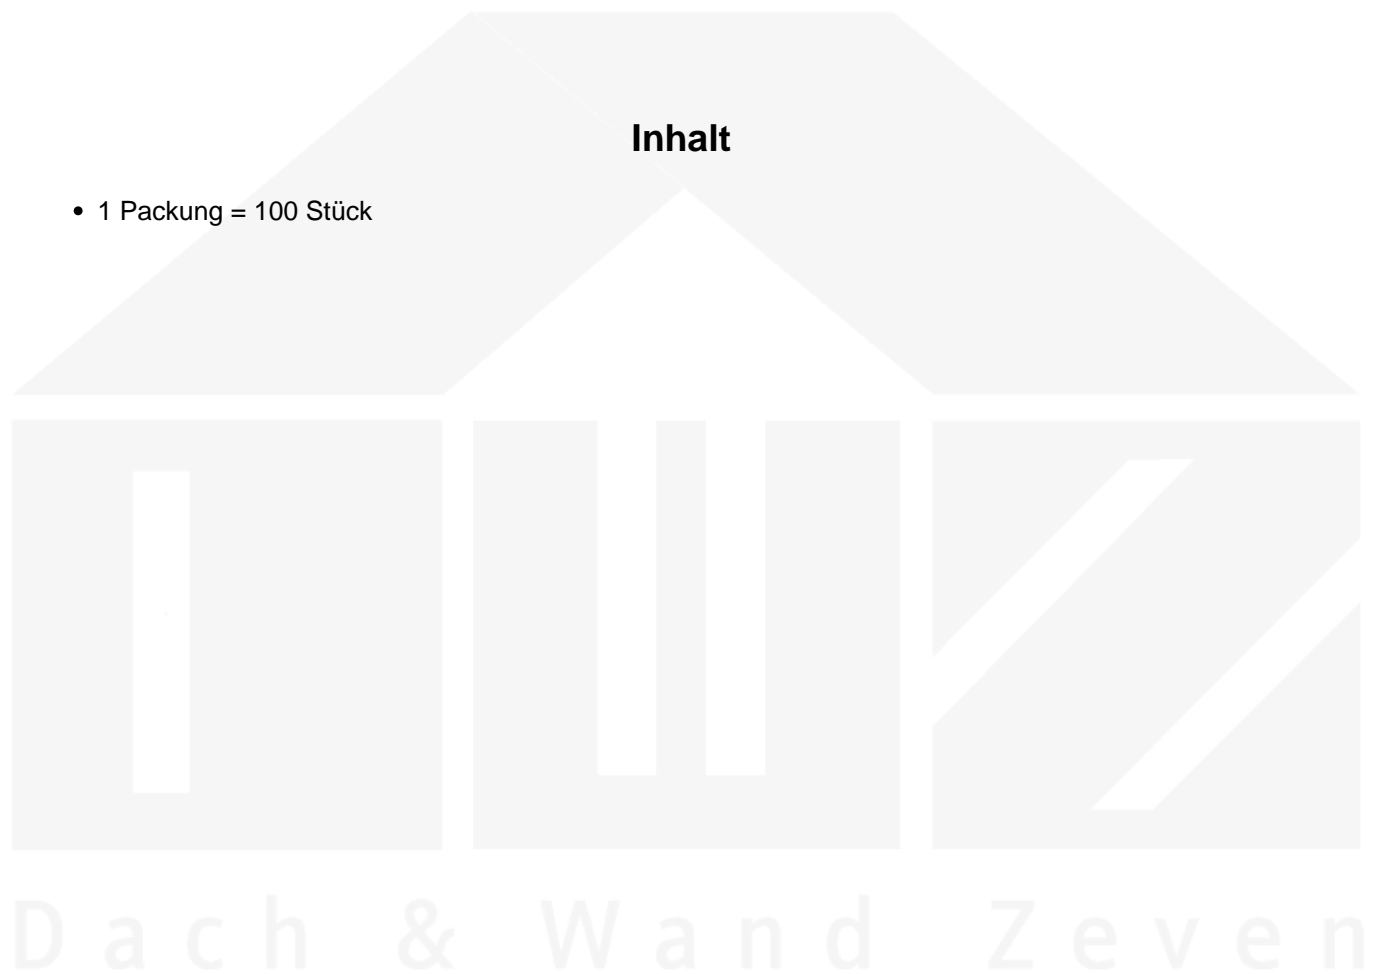 Inhalt
• 1 Packung = 100 Stück
Dach & Wand Zeven